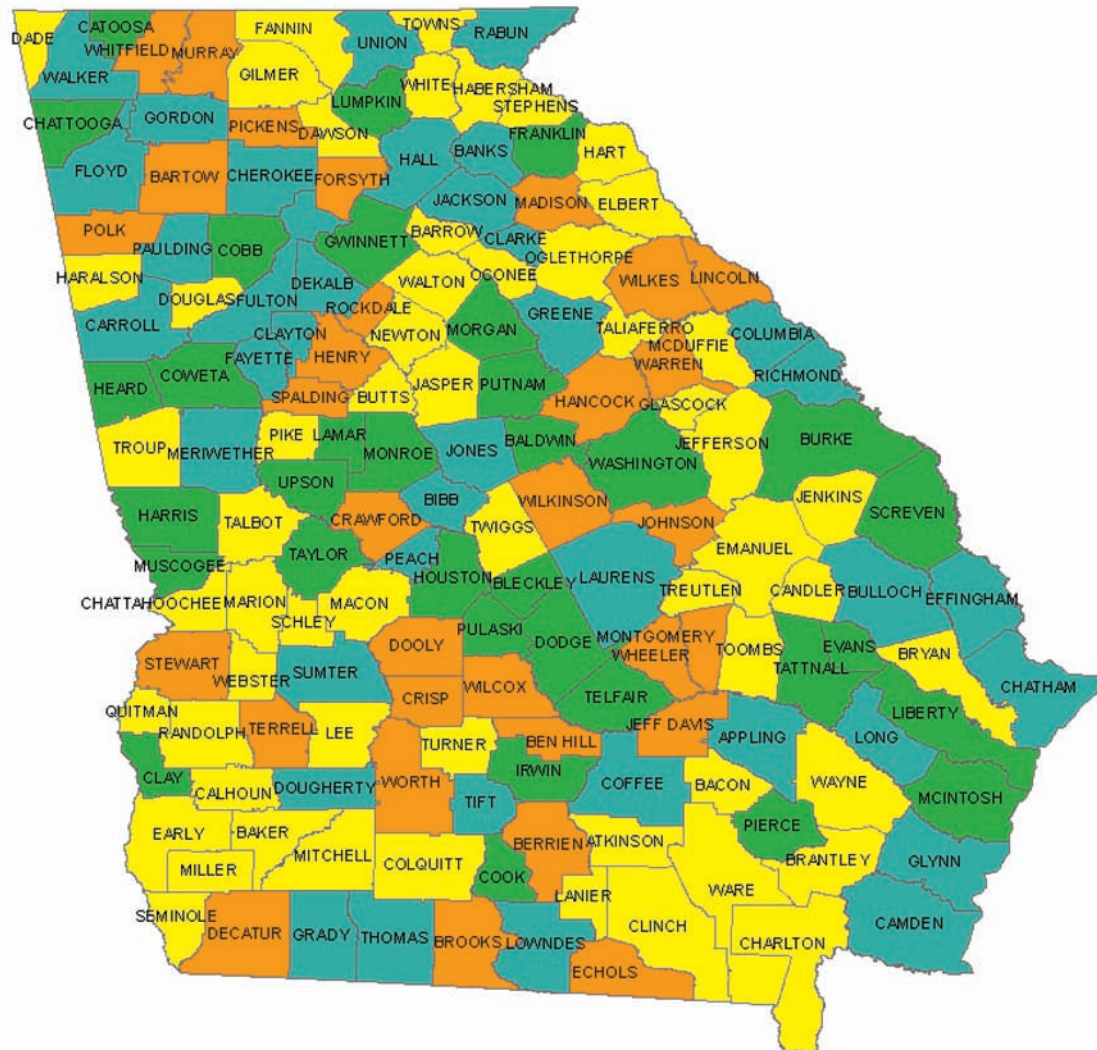 TOWNS
FANNIN
RABUN
CATOOSA
DADE
UNION
WHITFIELD
MURRAY
WALKER
GILMER
WHITE
HABERSHAM
LUMPKIN
STEPHENS
CHATTOOGA
GORDON
PICKENS
DAWSON
FRANKLIN
HALL
BANKS
HART
FLOYD
BARTOW
CHEROKEE
FORSYTH
JACKSON
MADISON
ELBERT
POLK
PAULDING
COBB
GWINNETT
BARROW
CLARKE
OGLETHORPE
HARALSON
DOUGLAS
FULTON
DEKALB
WALTON
OCONEE
WILKES
LINCOLN
ROCKDALE
CARROLL
CLAYTON
NEWTON
MORGAN
GREENE
TALIAFERRO
COLUMBIA
MCDUFFIE
FAYETTE
HENRY
WARREN
RICHMOND
HEARD
COWETA
SPALDING
BUTTS
JASPER
PUTNAM
HANCOCK
GLASCOCK
TROUP
MERIWETHER
PIKE
LAMAR
MONROE
JONES
BALDWIN
WASHINGTON
JEFFERSON
BURKE
UPSON
BIBB
WILKINSON
JENKINS
HARRIS
TALBOT
CRAWFORD
TWIGGS
JOHNSON
SCREVEN
TAYLOR
PEACH
EMANUEL
MUSCOGEE
HOUSTON
BLECKLEY
LAURENS
TREUTLEN
CANDLER
BULLOCH
EFFINGHAM
CHATTAHOOCHEE
MARION
SCHLEY
MACON
PULASKI
DODGE
MONTGOMERY
WHEELER
TOOMBS
TATTNALL
EVANS
BRYAN
STEWART
WEBSTER
SUMTER
DOOLY
CRISP
WILCOX
TELFAIR
CHATHAM
QUITMAN
RANDOLPH
TERRELL
LEE
TURNER
BEN HILL
JEFF DAVIS
APPLING
LONG
LIBERTY
CLAY
CALHOUN
DOUGHERTY
WORTH
TIFT
IRWIN
COFFEE
BACON
WAYNE
MCINTOSH
EARLY
BAKER
MITCHELL
COLQUITT
COOK
BERRIEN
ATKINSON
PIERCE
BRANTLEY
GLYNN
MILLER
LANIER
WARE
SEMINOLE
DECATUR
GRADY
THOMAS
BROOKS
LOWNDES
CLINCH
CHARLTON
CAMDEN
ECHOLS